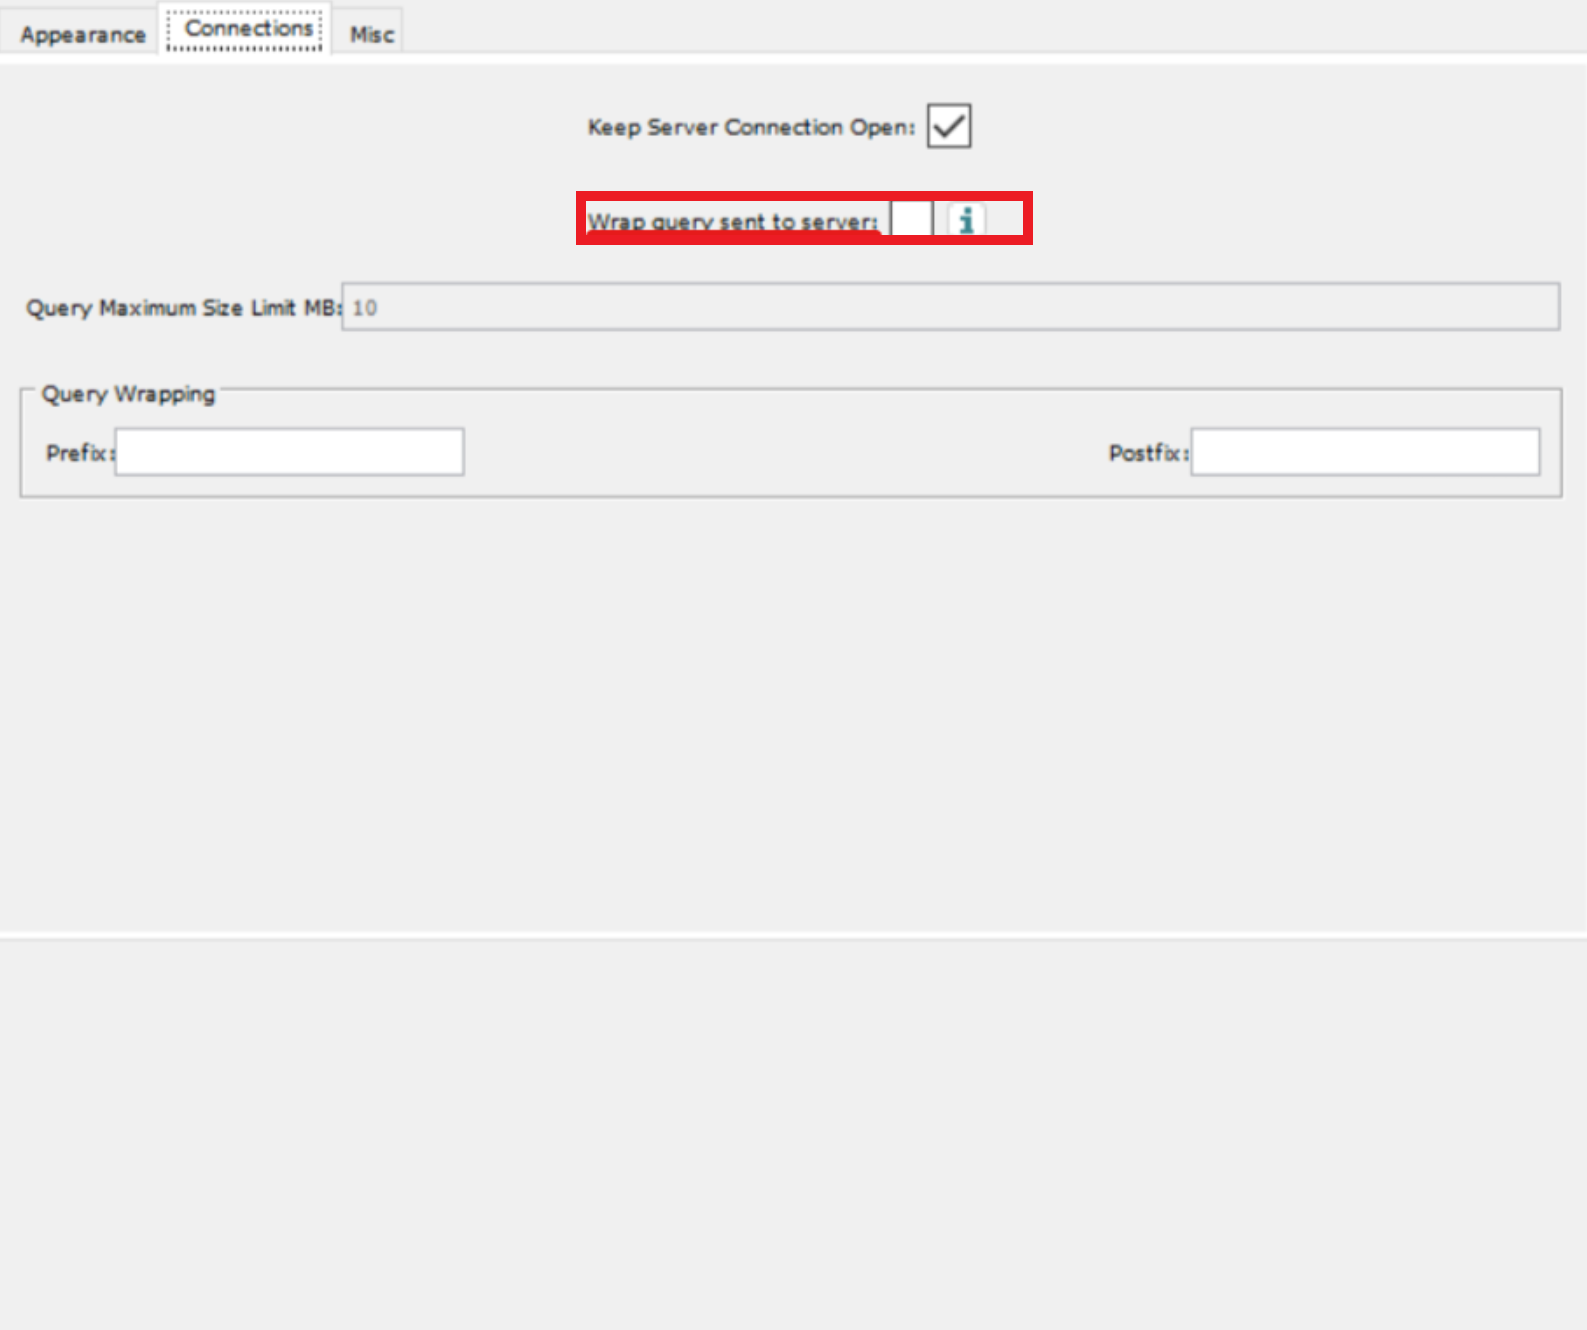 Appearance Connections Misc
Keep Server Connection Open:
Wrap query sent to server: i
Query Maximum Size Limit MB: 10
Query Wrapping
Prefix: Postfix: